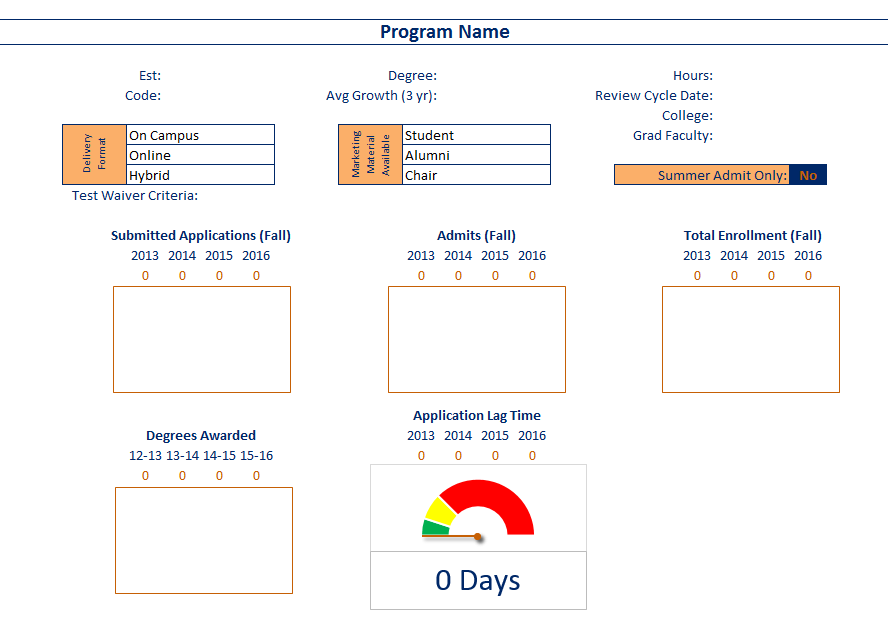 Program Name
Est: Degree: Hours:
Code: Avg Growth (3 yr): Review Cycle Date:
College:
Grad Faculty:
Delivery Format
On Campus
Online
Hybrid
Marketing Material Available
Student
Alumni
Chair
Summer Admit Only: No
Test Waiver Criteria:
Submitted Applications (Fall)
2013 2014 2015 2016
0 0 0 0
Admits (Fall)
2013 2014 2015 2016
0 0 0 0
Total Enrollment (Fall)
2013 2014 2015 2016
0 0 0 0
Degrees Awarded
12-13 13-14 14-15 15-16
0 0 0 0
Application Lag Time
2013 2014 2015 2016
0 0 0 0
0 Days